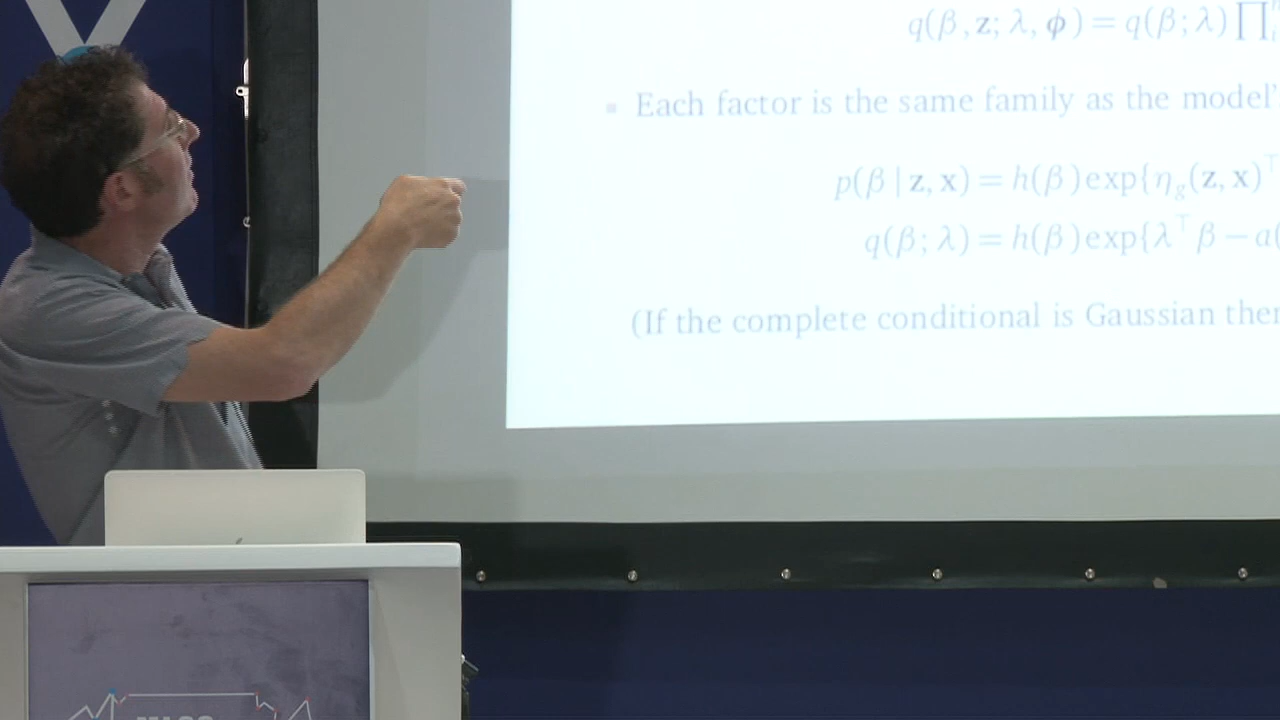 q(β, z; λ, ϕ) = q(β; λ) ∏
Each factor is the same family as the model'
p(β | z, x) = h(β) exp{η_g(z, x)^⊤
q(β; λ) = h(β) exp{λ^⊤ β − a(
(If the complete conditional is Gaussian then